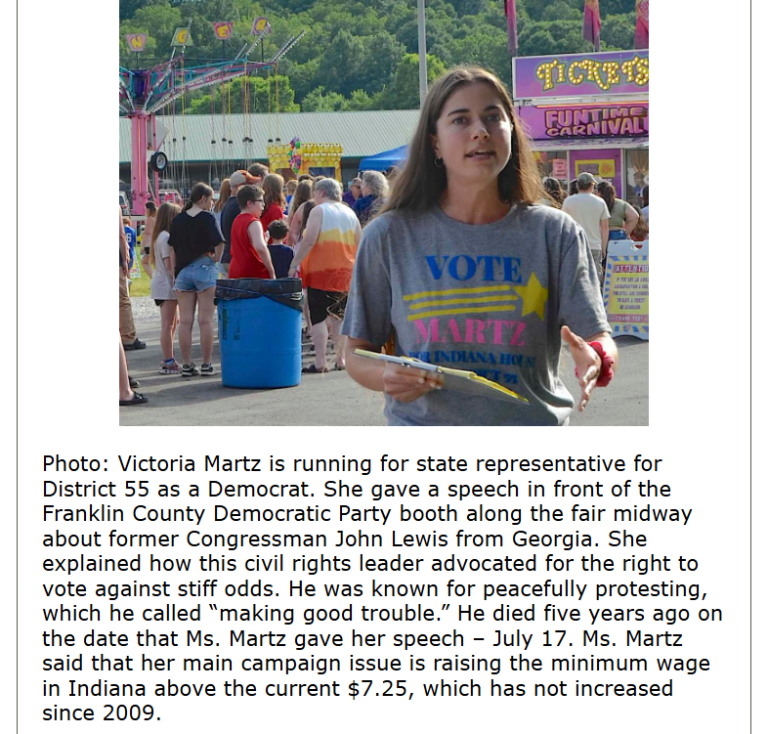 TICKETS
FUNTIME
CARNIVAL
ATTENTION
VOTE
MARTZ
FOR INDIANA HOUSE
Photo: Victoria Martz is running for state representative for
District 55 as a Democrat. She gave a speech in front of the
Franklin County Democratic Party booth along the fair midway
about former Congressman John Lewis from Georgia. She
explained how this civil rights leader advocated for the right to
vote against stiff odds. He was known for peacefully protesting,
which he called “making good trouble.” He died five years ago on
the date that Ms. Martz gave her speech – July 17. Ms. Martz
said that her main campaign issue is raising the minimum wage
in Indiana above the current $7.25, which has not increased
since 2009.